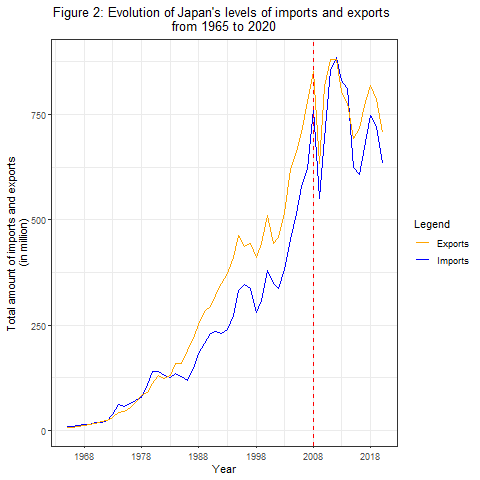 Figure 2: Evolution of Japan's levels of imports and exports
from 1965 to 2020
Total amount of imports and exports
(in million)
750
500
250
0
1968 1978 1988 1998 2008 2018
Year
Legend
Exports
Imports